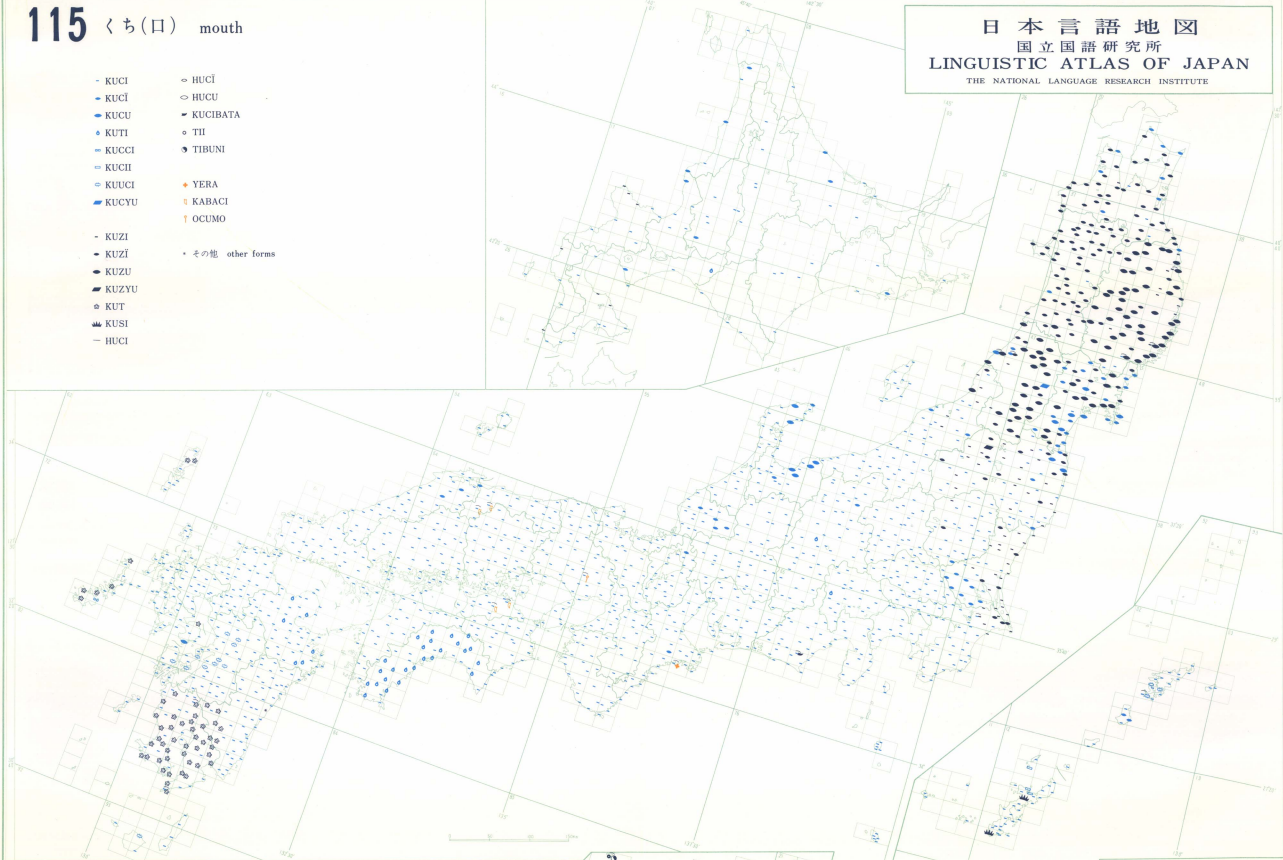 115 くち(口) mouth
KUCI
KUCÏ
KUCU
KUTI
KUCCI
KUCII
KUUCI
KUCYU
KUZI
KUZÏ
KUZU
KUZYU
KUT
KUSI
HUCI
HUCÏ
HUCU
KUCIBATA
TII
TIBUNI
YERA
KABACI
OCUMO
その他 other forms
日本言語地図
国立国語研究所
LINGUISTIC ATLAS OF JAPAN
THE NATIONAL LANGUAGE RESEARCH INSTITUTE